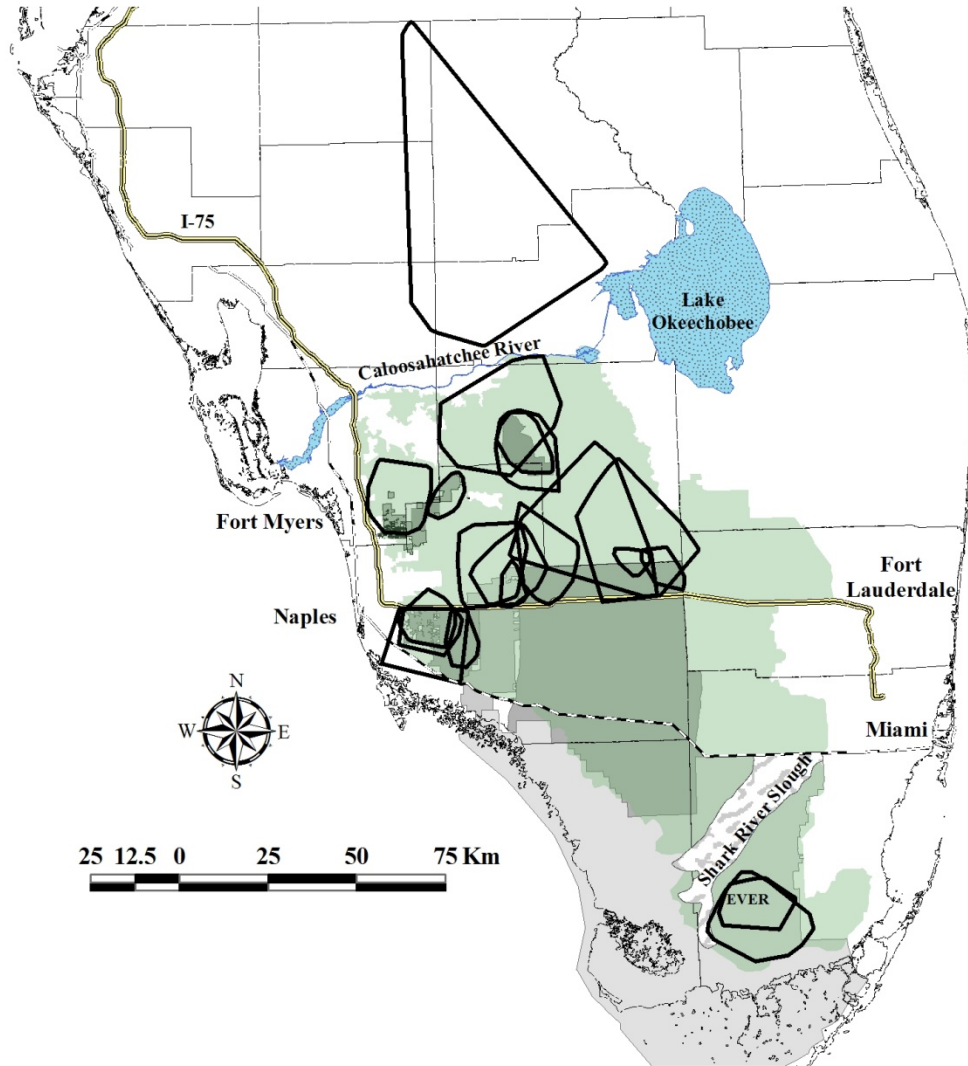 I-75
Lake
Okeechobee
Caloosahatchee River
Fort Myers
Fort
Lauderdale
Naples
N
W E
S
Miami
Shark River Slough
25 12.5 0 25 50 75 Km
EVER